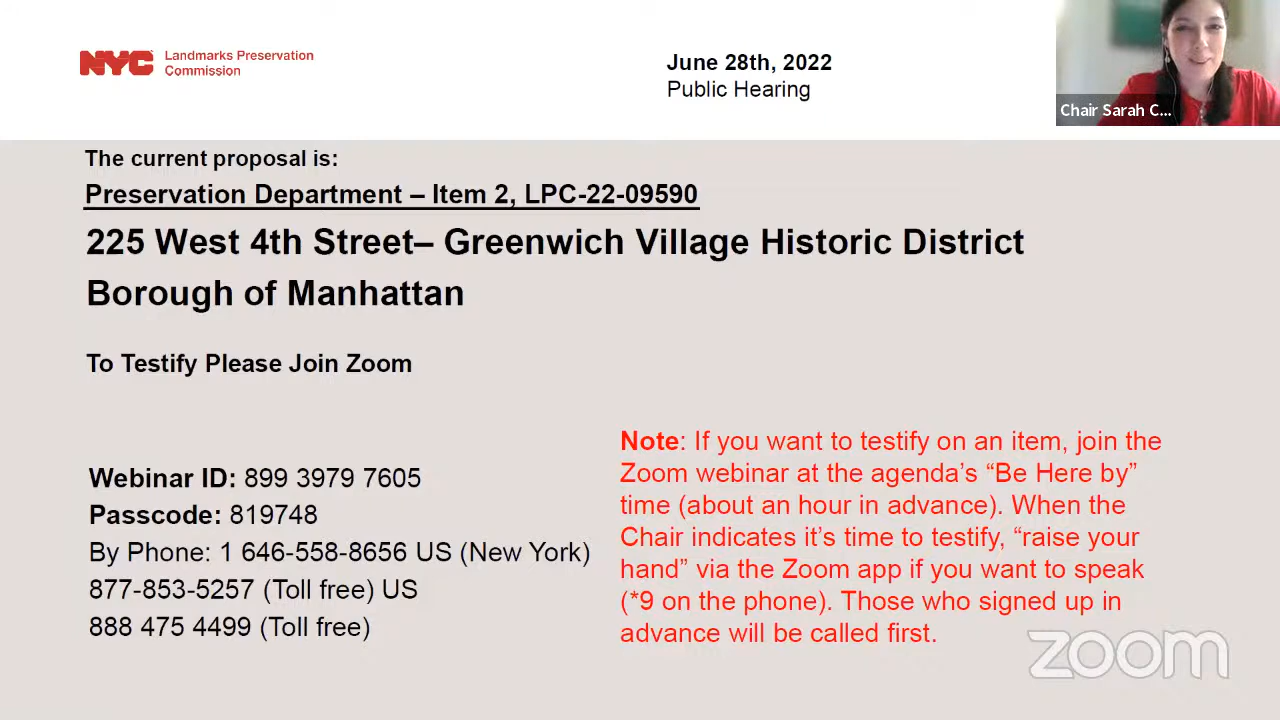 NYC Landmarks Preservation
Commission
June 28th, 2022
Public Hearing
Chair Sarah C...
The current proposal is:
Preservation Department – Item 2, LPC-22-09590
225 West 4th Street– Greenwich Village Historic District
Borough of Manhattan
To Testify Please Join Zoom
Webinar ID: 899 3979 7605
Passcode: 819748
By Phone: 1 646-558-8656 US (New York)
877-853-5257 (Toll free) US
888 475 4499 (Toll free)
Note: If you want to testify on an item, join the
Zoom webinar at the agenda’s “Be Here by”
time (about an hour in advance). When the
Chair indicates it’s time to testify, “raise your
hand” via the Zoom app if you want to speak
(*9 on the phone). Those who signed up in
advance will be called first.
zoom